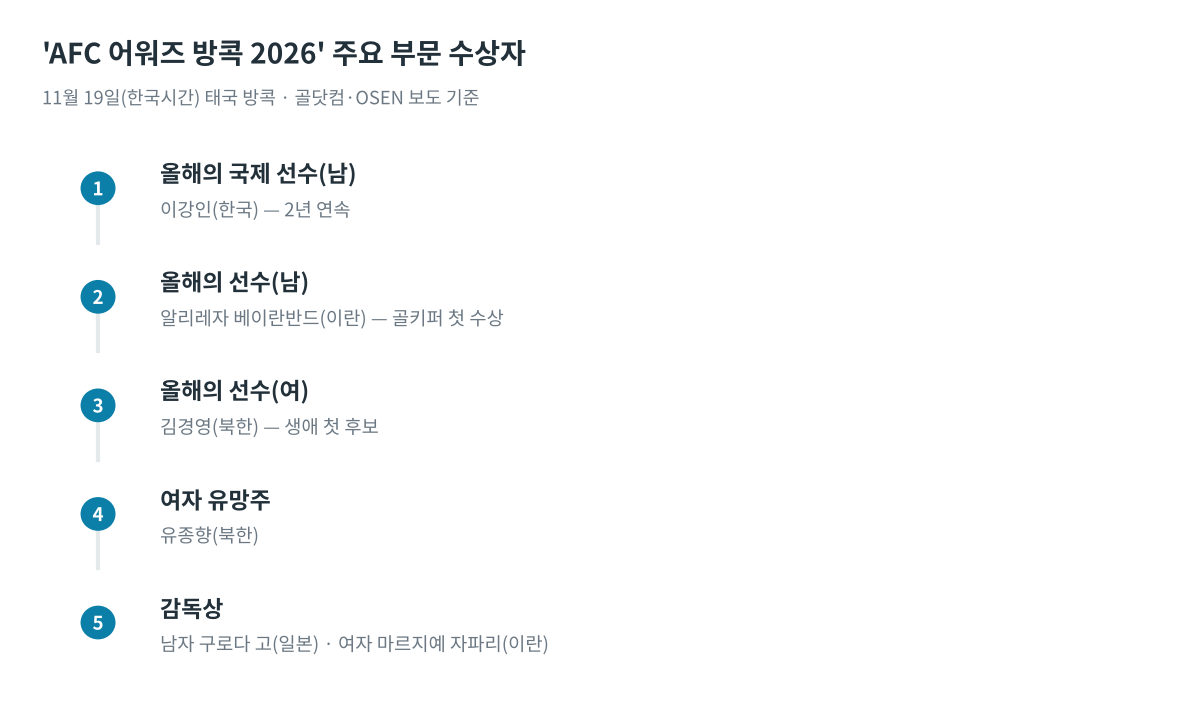 'AFC 어워즈 방콕 2026' 주요 부문 수상자
11월 19일(한국시간) 태국 방콕 · 골닷컴·OSEN 보도 기준
1
올해의 국제 선수(남)
이강인(한국) — 2년 연속
2
올해의 선수(남)
알리레자 베이란반드(이란) — 골키퍼 첫 수상
3
올해의 선수(여)
김경영(북한) — 생애 첫 후보
4
여자 유망주
유종향(북한)
5
감독상
남자 구로다 고(일본) · 여자 마르지예 자파리(이란)